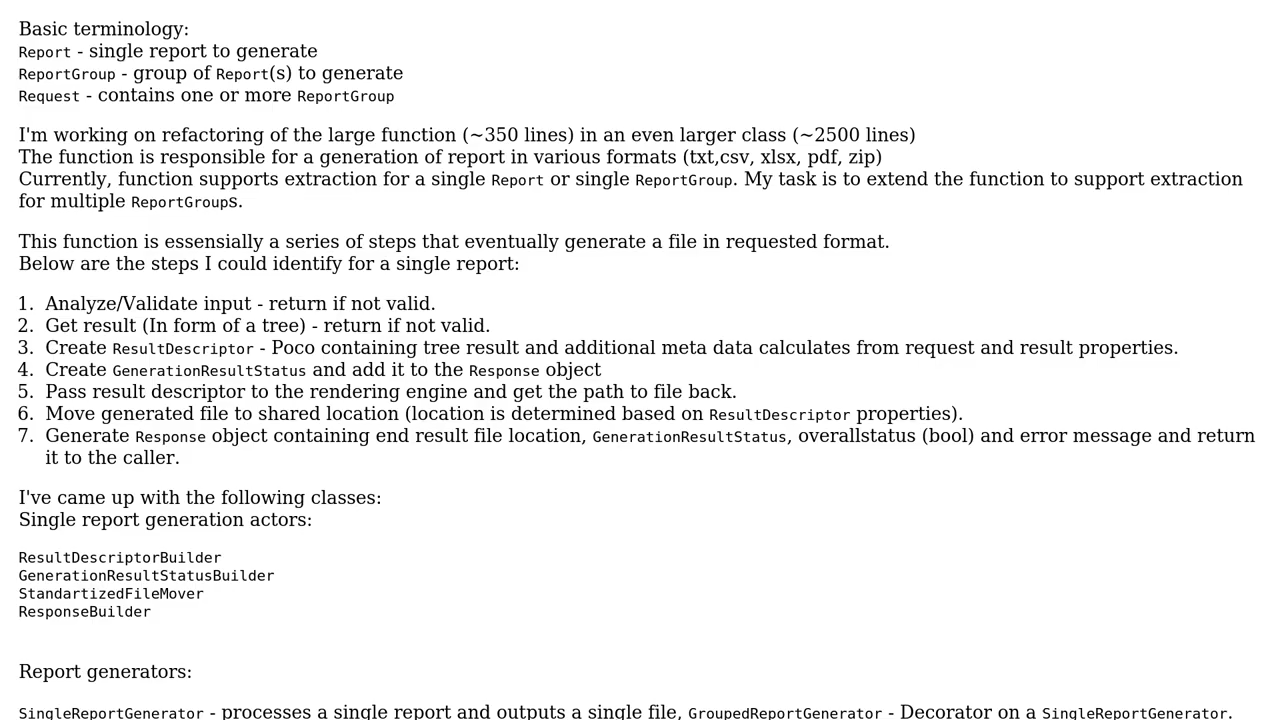 Basic terminology:
Report - single report to generate
ReportGroup - group of Report(s) to generate
Request - contains one or more ReportGroup
I'm working on refactoring of the large function (~350 lines) in an even larger class (~2500 lines)
The function is responsible for a generation of report in various formats (txt,csv, xlsx, pdf, zip)
Currently, function supports extraction for a single Report or single ReportGroup. My task is to extend the function to support extraction
for multiple ReportGroups.
This function is essensially a series of steps that eventually generate a file in requested format.
Below are the steps I could identify for a single report:
1. Analyze/Validate input - return if not valid.
2. Get result (In form of a tree) - return if not valid.
3. Create ResultDescriptor - Poco containing tree result and additional meta data calculates from request and result properties.
4. Create GenerationResultStatus and add it to the Response object
5. Pass result descriptor to the rendering engine and get the path to file back.
6. Move generated file to shared location (location is determined based on ResultDescriptor properties).
7. Generate Response object containing end result file location, GenerationResultStatus, overallstatus (bool) and error message and return
it to the caller.
I've came up with the following classes:
Single report generation actors:
ResultDescriptorBuilder
GenerationResultStatusBuilder
StandartizedFileMover
ResponseBuilder
Report generators:
SingleReportGenerator - processes a single report and outputs a single file, GroupedReportGenerator - Decorator on a SingleReportGenerator.